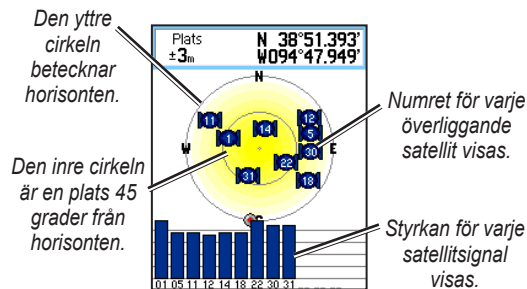 Den yttre
cirkeln
betecknar
horisonten.
Den inre cirkeln
är en plats 45
grader från
horisonten.
Plats
±3m
N 38°51.393'
W094°47.949'
N
11
1
14
12
5
30
W
E
22
31
18
01 05 11 12 14 18 22 30 31
Numret för varje
överliggande
satellit visas.
Styrkan för varje
satellitsignal
visas.